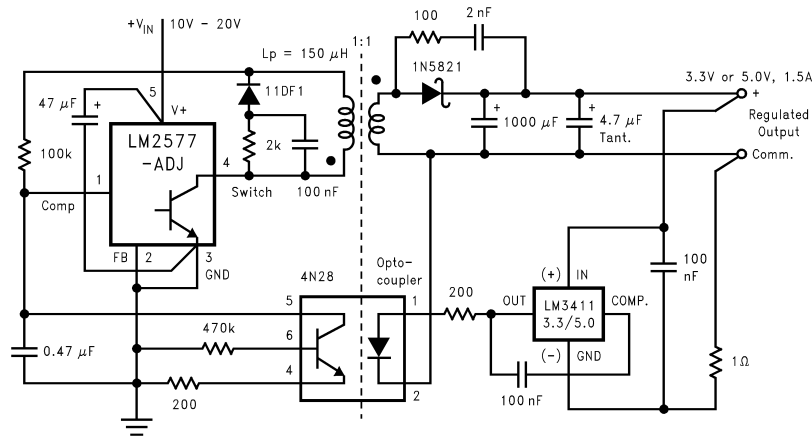 100
2 nF
+VIN
10V - 20V
Lp = 150 μH
1:1
1N5821
3.3V or 5.0V, 1.5A
+
Regulated
Output
Comm.
47 μF
+
5
V+
LM2577
-ADJ
11DF1
2k
100 nF
+
1000 μF
+
4.7 μF
Tant.
100k
1
Comp
4
Switch
FB
2
3
GND
4N28
Opto-
coupler
5
6
4
1
2
470k
200
0.47 μF
200
OUT
(+)
IN
LM3411
3.3/5.0
COMP.
(-)
GND
100 nF
100
nF
1Ω